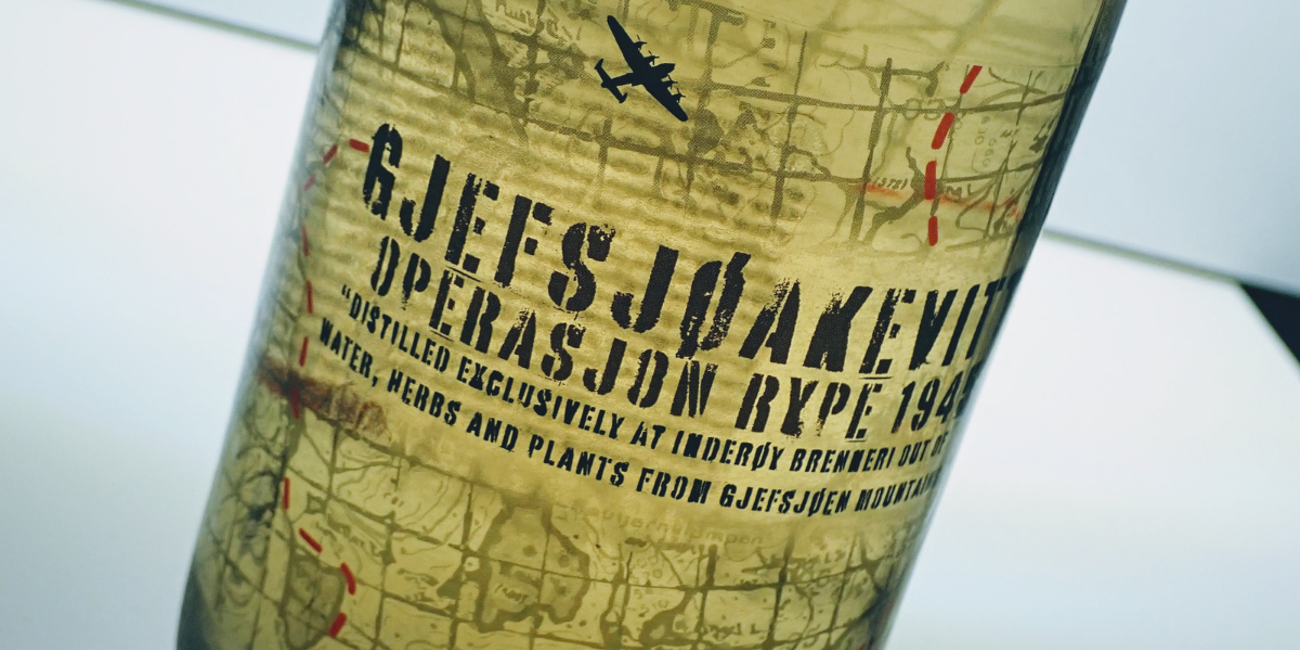 GJEFSJØAKEVITT
OPERASJON RYPE 194
"DISTILLED EXCLUSIVELY AT INDERØY BRENNERI OUT OF
WATER, HERBS AND PLANTS FROM GJEFSJØEN MOUNTAIN